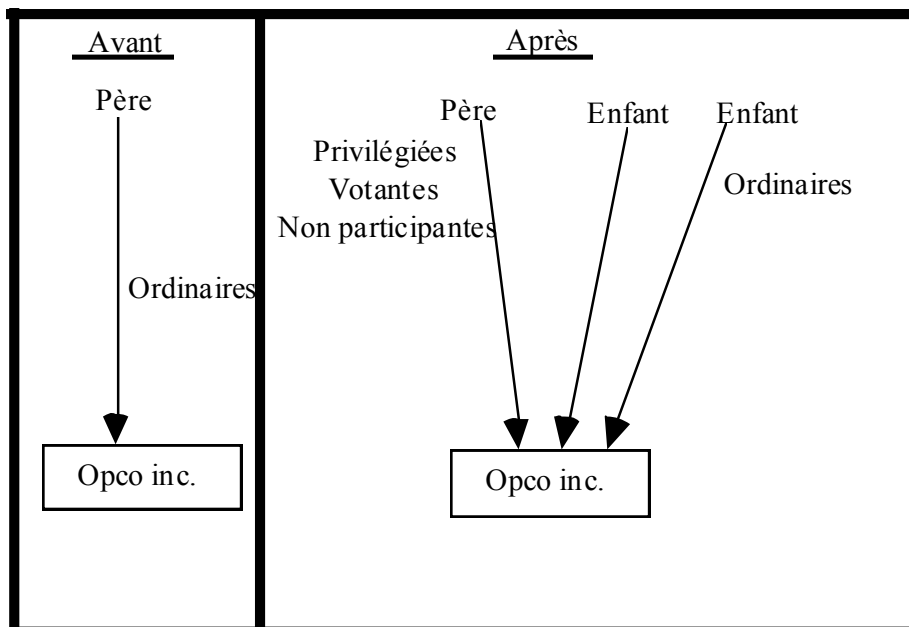 Avant
Père
Ordinaires
Opco inc.
Après
Père Enfant Enfant
Privilégiées
Votantes
Non participantes
Ordinaires
Opco inc.